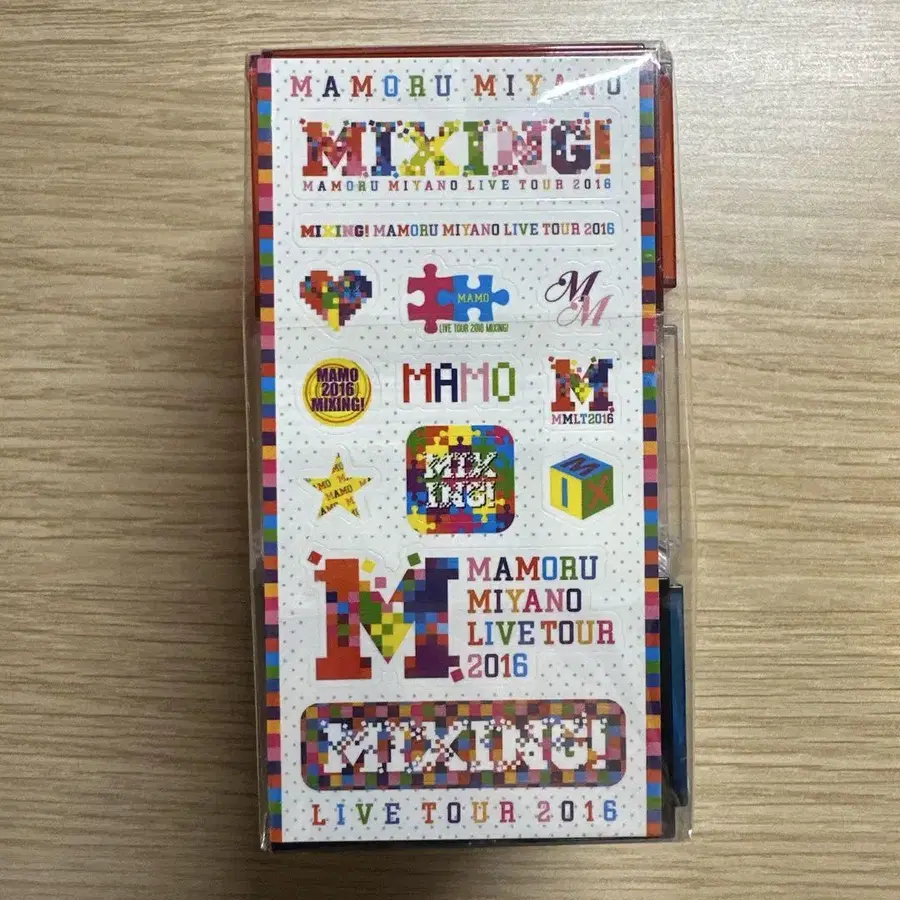 MAMORU MIYANO
MIXING!
MAMORU MIYANO LIVE TOUR 2016
MIXING! MAMORU MIYANO LIVE TOUR 2016
MAMO
LIVE TOUR 2016 MIXING!
M
M
MAMO
2016
MIXING!
MAMO
M
MMLT2016
MAMO
MIX
ING!
M
I X
M
MAMORU
MIYANO
LIVE TOUR
2016
MIXING!
LIVE TOUR 2016